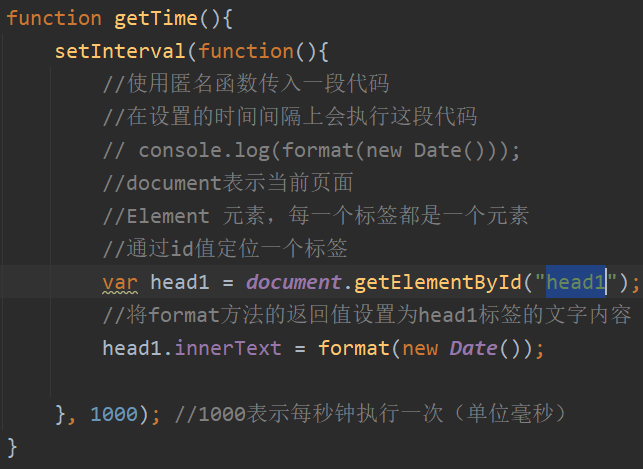 function getTime(){
setInterval(function(){
//使用匿名函数传入一段代码
//在设置的时间间隔上会执行这段代码
// console.log(format(new Date()));
//document表示当前页面
//Element 元素，每一个标签都是一个元素
//通过id值定位一个标签
var head1 = document.getElementById("head1");
//将format方法的返回值设置为head1标签的文字内容
head1.innerText = format(new Date());
}, 1000); //1000表示每秒钟执行一次（单位毫秒）
}